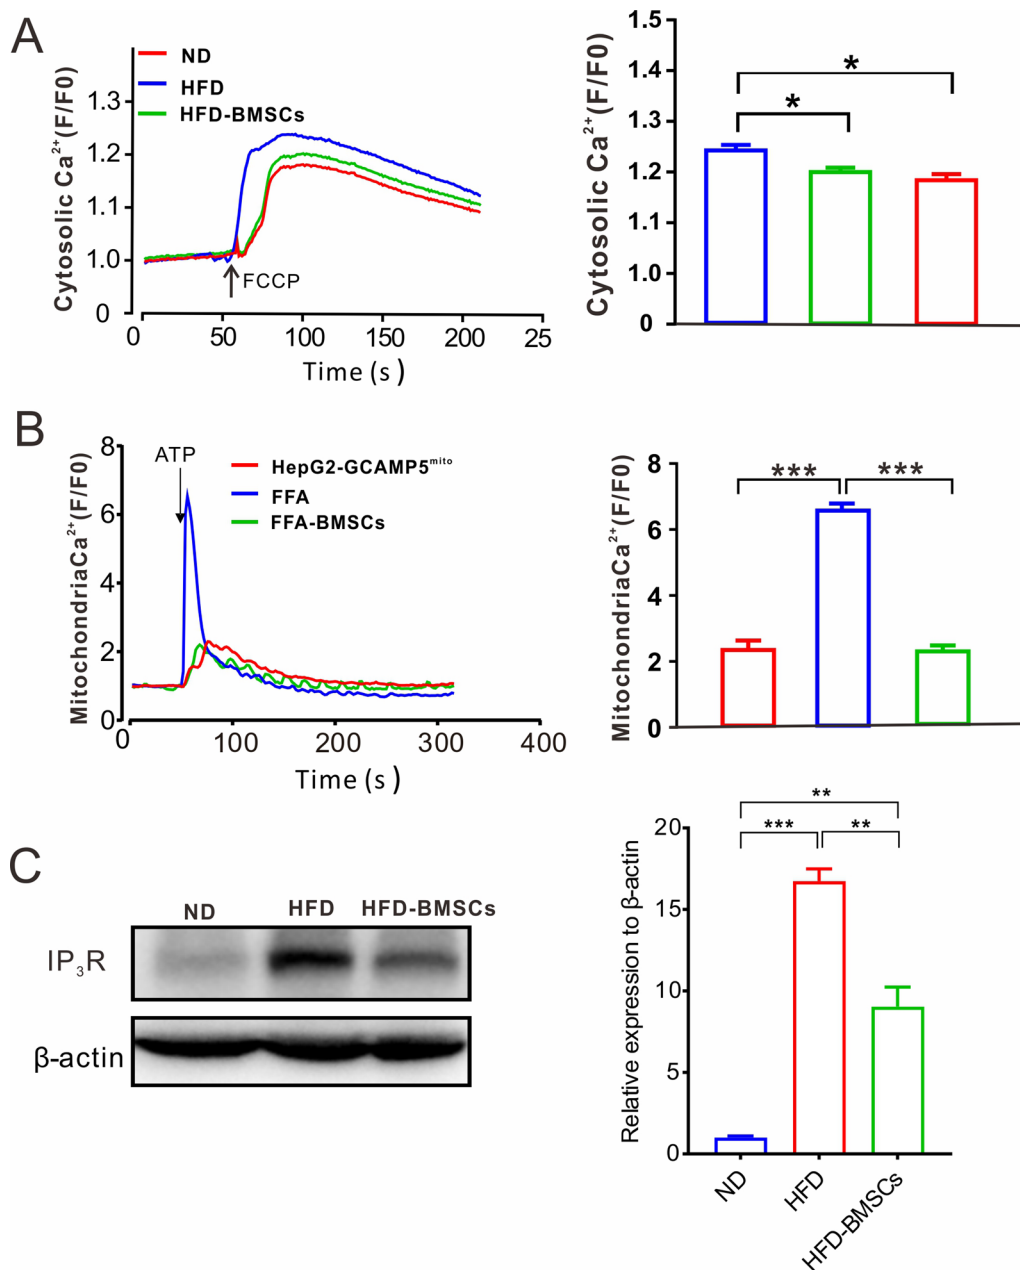 A
ND
HFD
HFD-BMSCs
Cytosolic Ca²⁺(F/F0)
1.3
1.2
1.1
1.0
0
FCCP
0 50 100 150 200 25
Time (s )
Cytosolic Ca²⁺(F/F0)
1.5
1.4
1.3
1.2
1.1
1.0
0
*
*
B
ATP
HepG2-GCAMP5ᵐⁱᵗᵒ
FFA
FFA-BMSCs
MitochondriaCa²⁺(F/F0)
8
6
4
2
0
0 100 200 300 400
Time (s )
MitochondriaCa²⁺(F/F0)
8
6
4
2
0
*** ***
C
ND HFD HFD-BMSCs
IP₃R
β-actin
Relative expression to β-actin
20
15
10
5
0
**
*** **
ND
HFD
HFD-BMSCs